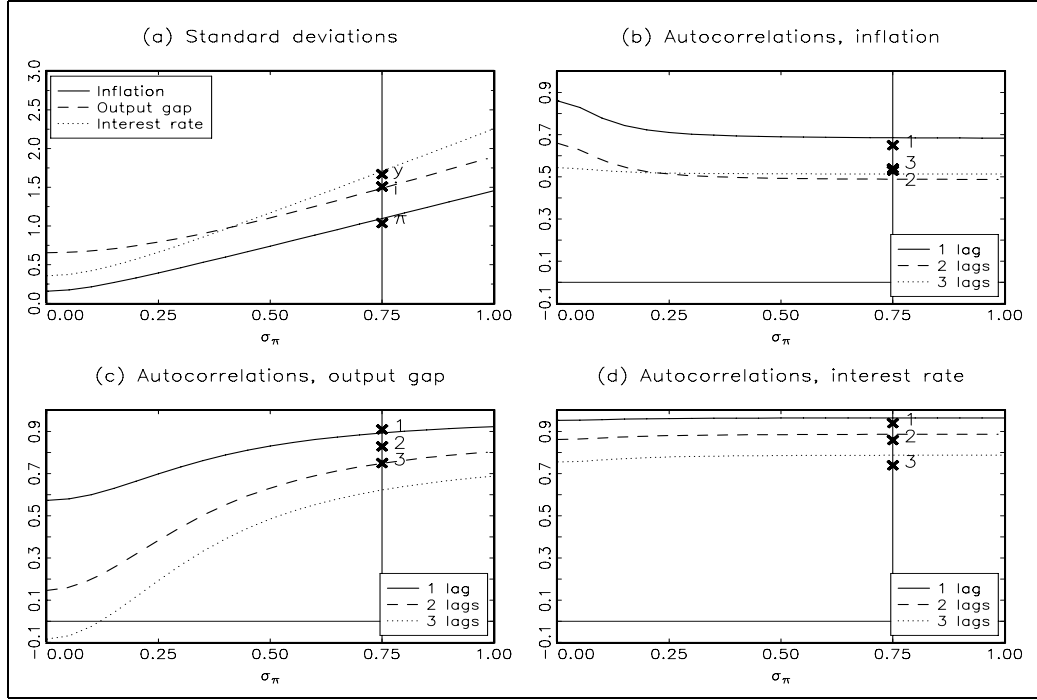 (a) Standard deviations
3.0
2.5
2.0
1.5
1.0
0.5
0.0
Inflation
Output gap
Interest rate
y
i
π
0.00 0.25 0.50 0.75 1.00
σπ
(b) Autocorrelations, inflation
0.9
0.7
0.5
0.3
0.1
-0.1
1
3
2
1 lag
2 lags
3 lags
0.00 0.25 0.50 0.75 1.00
σπ
(c) Autocorrelations, output gap
0.9
0.7
0.5
0.3
0.1
-0.1
1
2
3
1 lag
2 lags
3 lags
0.00 0.25 0.50 0.75 1.00
σπ
(d) Autocorrelations, interest rate
0.9
0.7
0.5
0.3
0.1
-0.1
1
2
3
1 lag
2 lags
3 lags
0.00 0.25 0.50 0.75 1.00
σπ